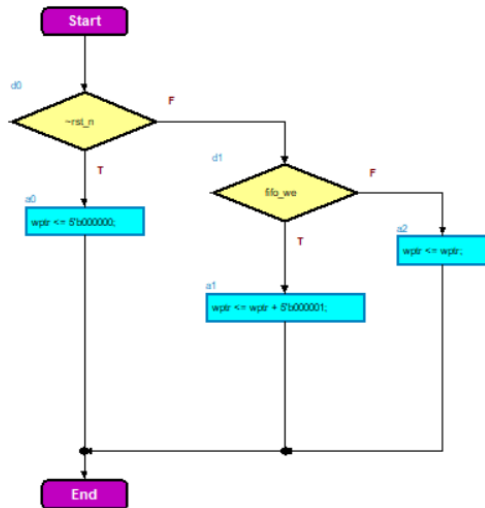 Start
d0
F
~rst_n
d1
T
fifo_we
F
a0
wptr <= 5'b000000;
a2
T
wptr <= wptr;
a1
wptr <= wptr + 5'b000001;
End